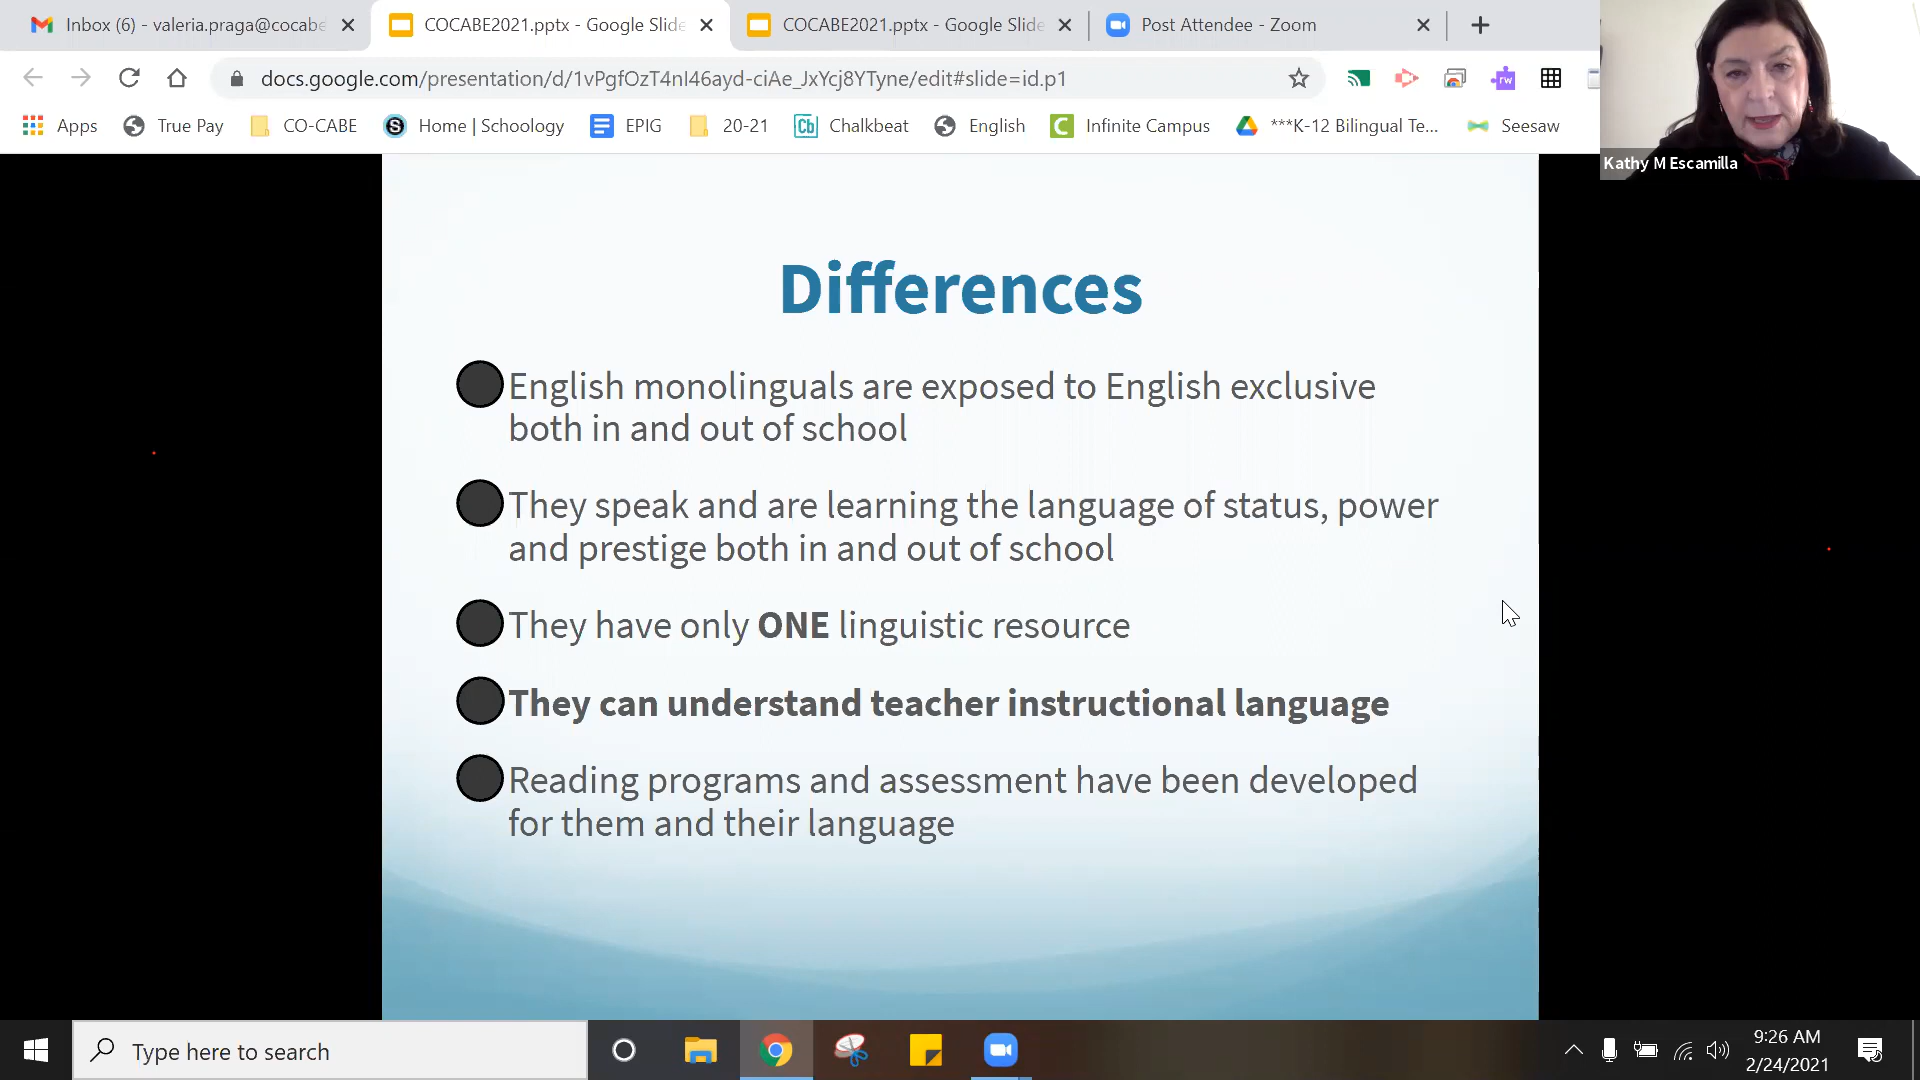 Inbox (6) - valeria.praga@cocabe
COCABE2021.pptx - Google Slide
COCABE2021.pptx - Google Slide
Post Attendee - Zoom
docs.google.com/presentation/d/1vPgfOzT4nI46ayd-ciAe_JxYcj8YTyne/edit#slide=id.p1
rw
Apps
True Pay
CO-CABE
S
Home | Schoology
EPIG
20-21
Cb
Chalkbeat
English
C
Infinite Campus
***K-12 Bilingual Te...
Seesaw
Kathy M Escamilla
Differences
English monolinguals are exposed to English exclusive
both in and out of school
They speak and are learning the language of status, power
and prestige both in and out of school
They have only ONE linguistic resource
They can understand teacher instructional language
Reading programs and assessment have been developed
for them and their language
Type here to search
9:26 AM
2/24/2021